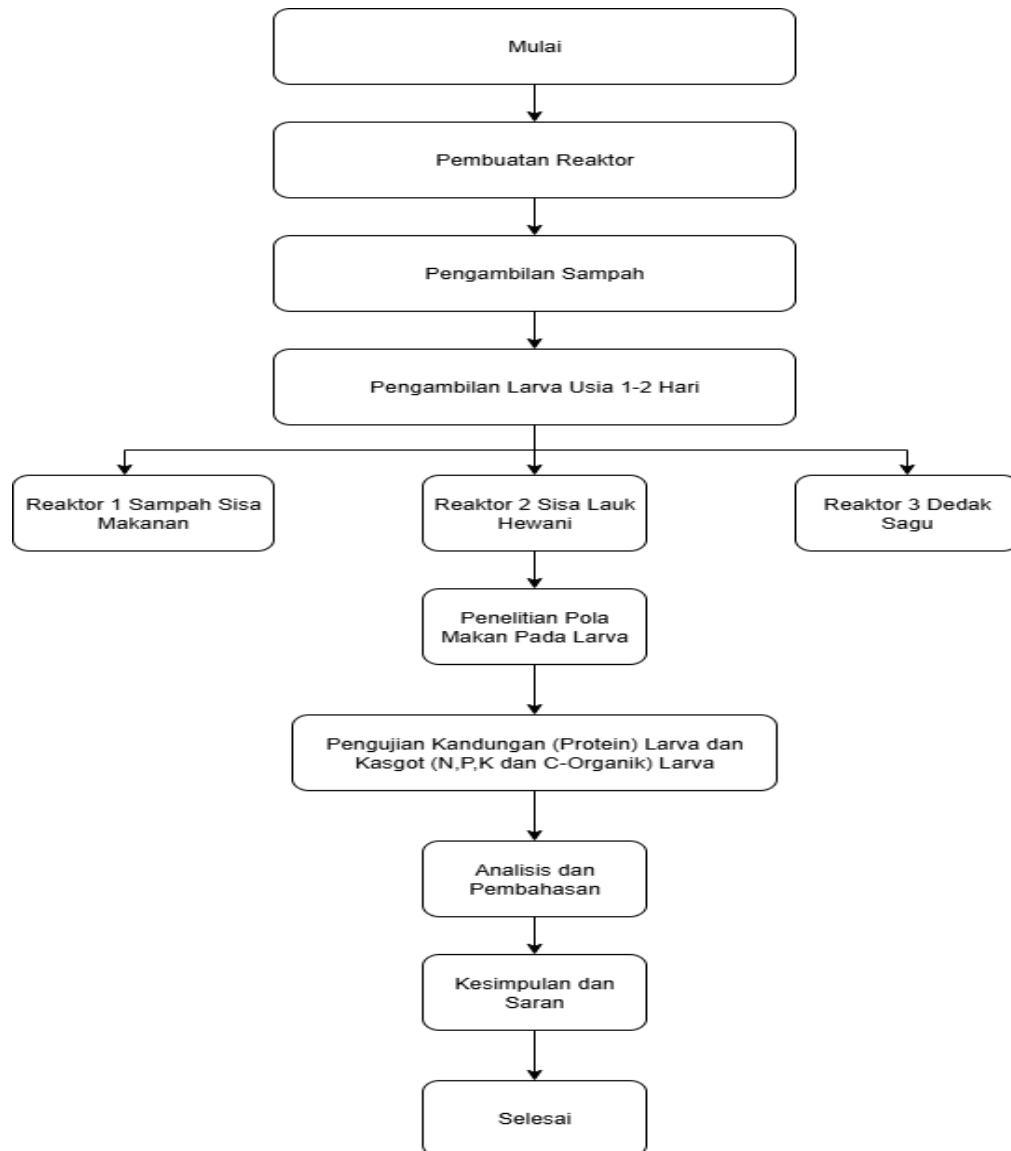 Mulai
Pembuatan Reaktor
Pengambilan Sampah
Pengambilan Larva Usia 1-2 Hari
Reaktor 1 Sampah Sisa
Makanan
Reaktor 2 Sisa Lauk
Hewani
Reaktor 3 Dedak
Sagu
Penelitian Pola
Makan Pada Larva
Pengujian Kandungan (Protein) Larva dan
Kasgot (N,P,K dan C-Organik) Larva
Analisis dan
Pembahasan
Kesimpulan dan
Saran
Selesai